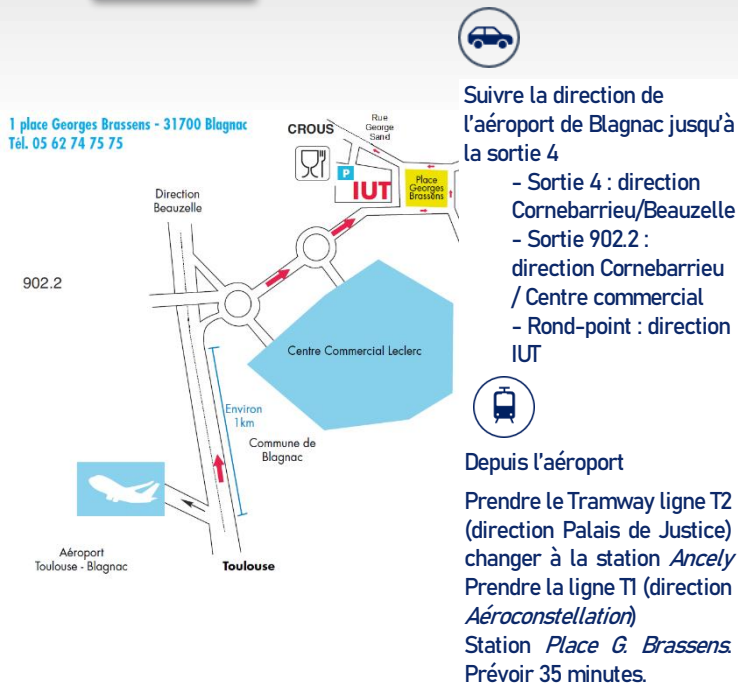 1 place Georges Brassens - 31700 Blagnac
Tél. 05 62 74 75 75
CROUS
Rue
George
Sand
P
IUT
Place
Georges
Brassens
Direction
Beauzelle
902.2
Centre Commercial Leclerc
Environ
1km
Commune de
Blagnac
Aéroport
Toulouse - Blagnac
Toulouse
Suivre la direction de
l'aéroport de Blagnac jusqu'à
la sortie 4
- Sortie 4 : direction
Cornebarrieu/Beauzelle
- Sortie 902.2 :
direction Cornebarrieu
/ Centre commercial
- Rond-point : direction
IUT
Depuis l'aéroport
Prendre le Tramway ligne T2
(direction Palais de Justice)
changer à la station Ancely
Prendre la ligne T1 (direction
Aéroconstellation)
Station Place G. Brassens.
Prévoir 35 minutes.